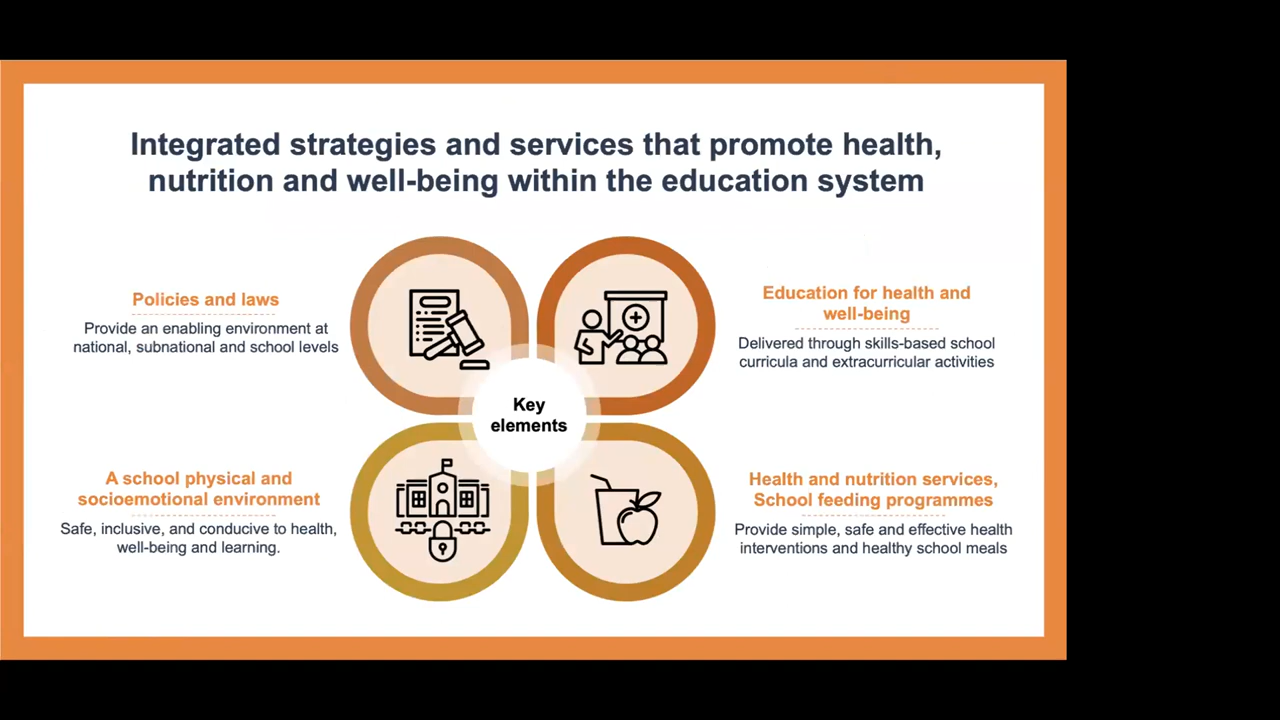 Integrated strategies and services that promote health,
nutrition and well-being within the education system
Policies and laws
Provide an enabling environment at
national, subnational and school levels
Education for health and
well-being
Delivered through skills-based school
curricula and extracurricular activities
Key
elements
A school physical and
socioemotional environment
Safe, inclusive, and conducive to health,
well-being and learning.
Health and nutrition services,
School feeding programmes
Provide simple, safe and effective health
interventions and healthy school meals